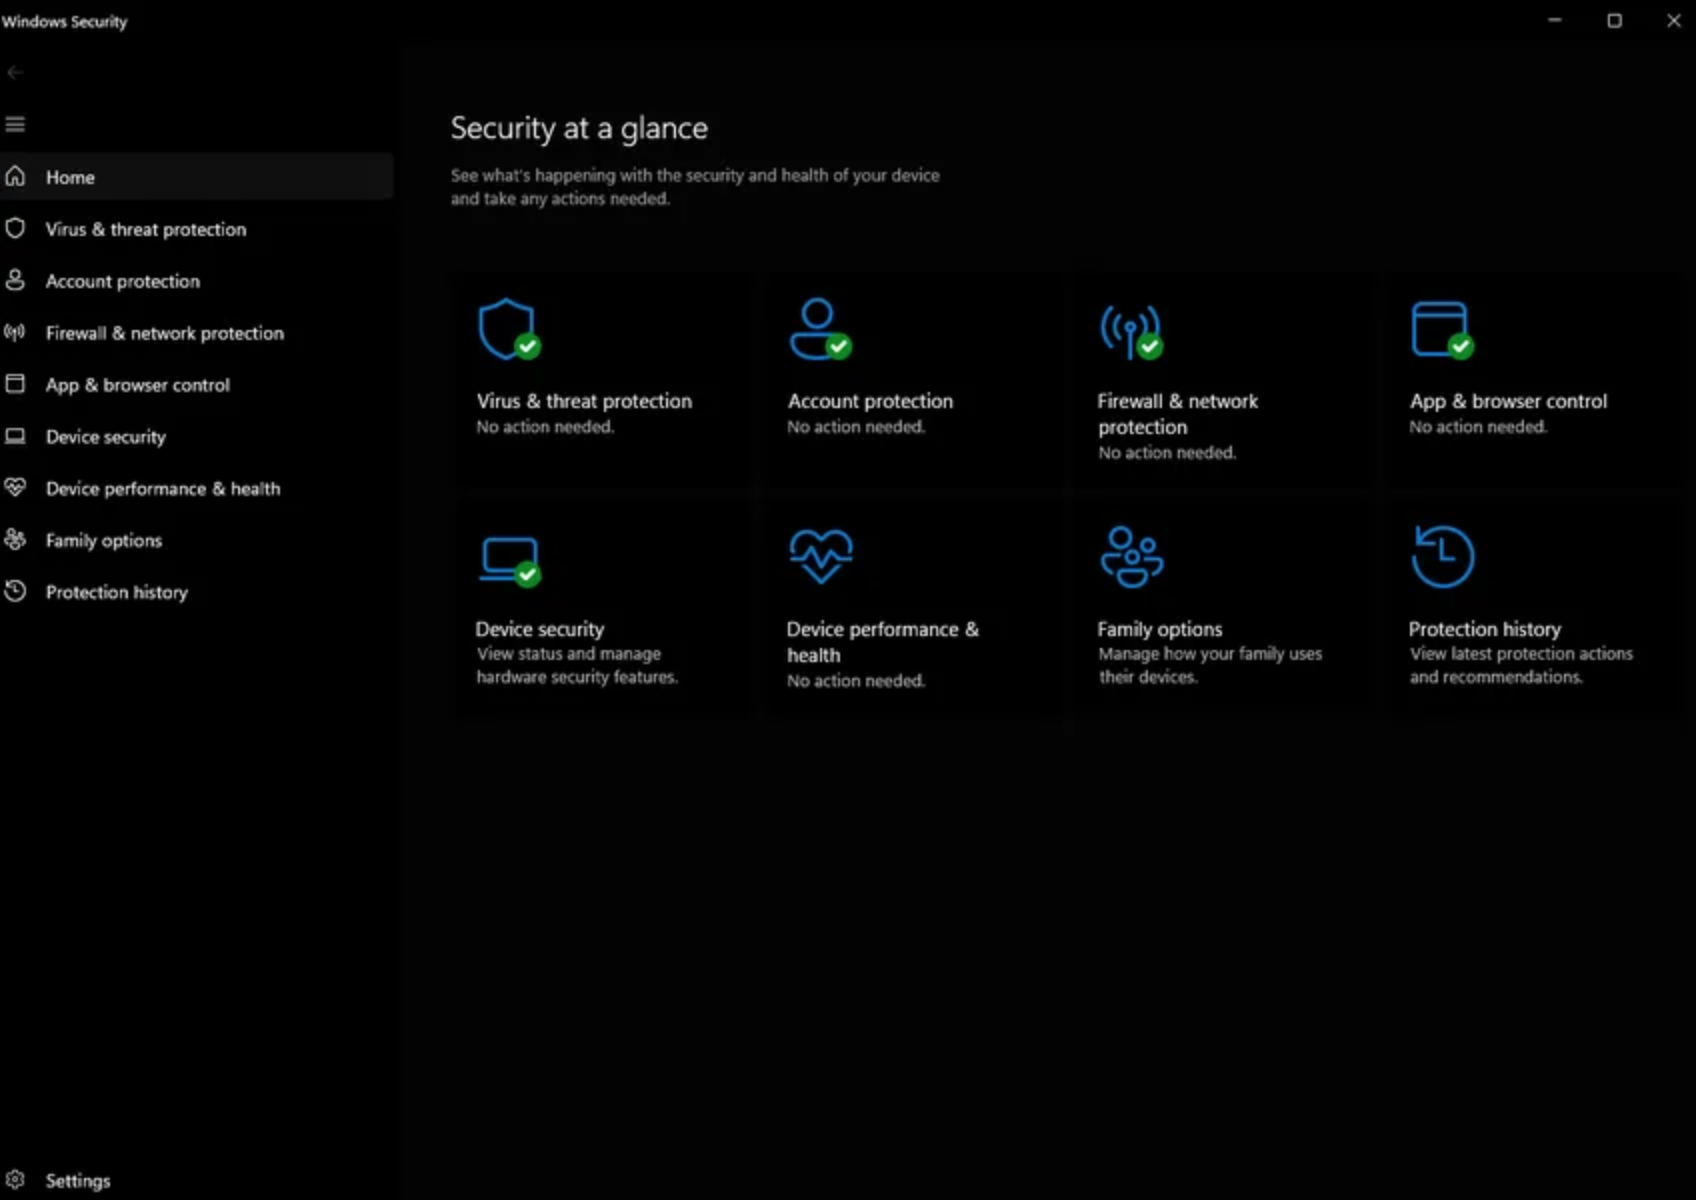 Windows Security
Home
Virus & threat protection
Account protection
Firewall & network protection
App & browser control
Device security
Device performance & health
Family options
Protection history
Settings
Security at a glance
See what's happening with the security and health of your device
and take any actions needed.
Virus & threat protection
No action needed.
Account protection
No action needed.
Firewall & network
protection
No action needed.
App & browser control
No action needed.
Device security
View status and manage
hardware security features.
Device performance &
health
No action needed.
Family options
Manage how your family uses
their devices.
Protection history
View latest protection actions
and recommendations.